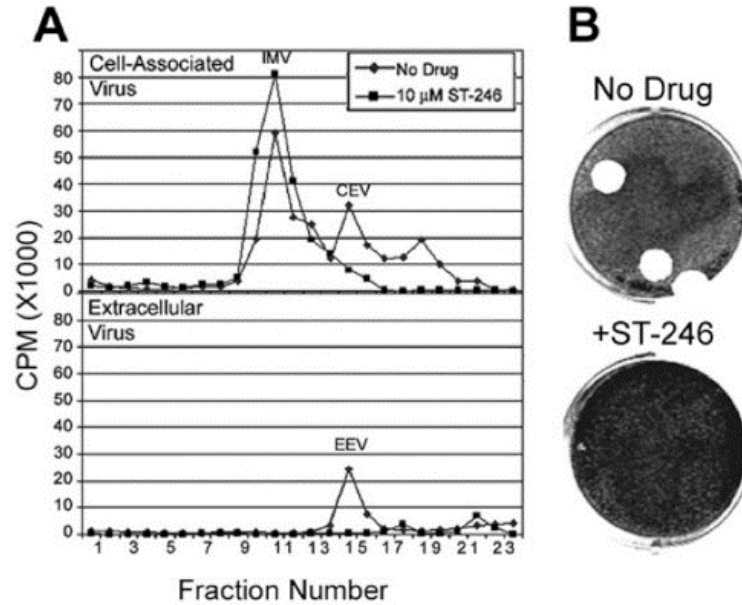 A
B
Cell-Associated
Virus
IMV
No Drug
10 μM ST-246
CEV
80
70
60
50
40
30
20
10
0
Extracellular
Virus
EEV
80
70
60
50
40
30
20
10
0
CPM (X1000)
1 3 5 7 9 11 13 15 17 19 21 23
Fraction Number
No Drug
+ST-246